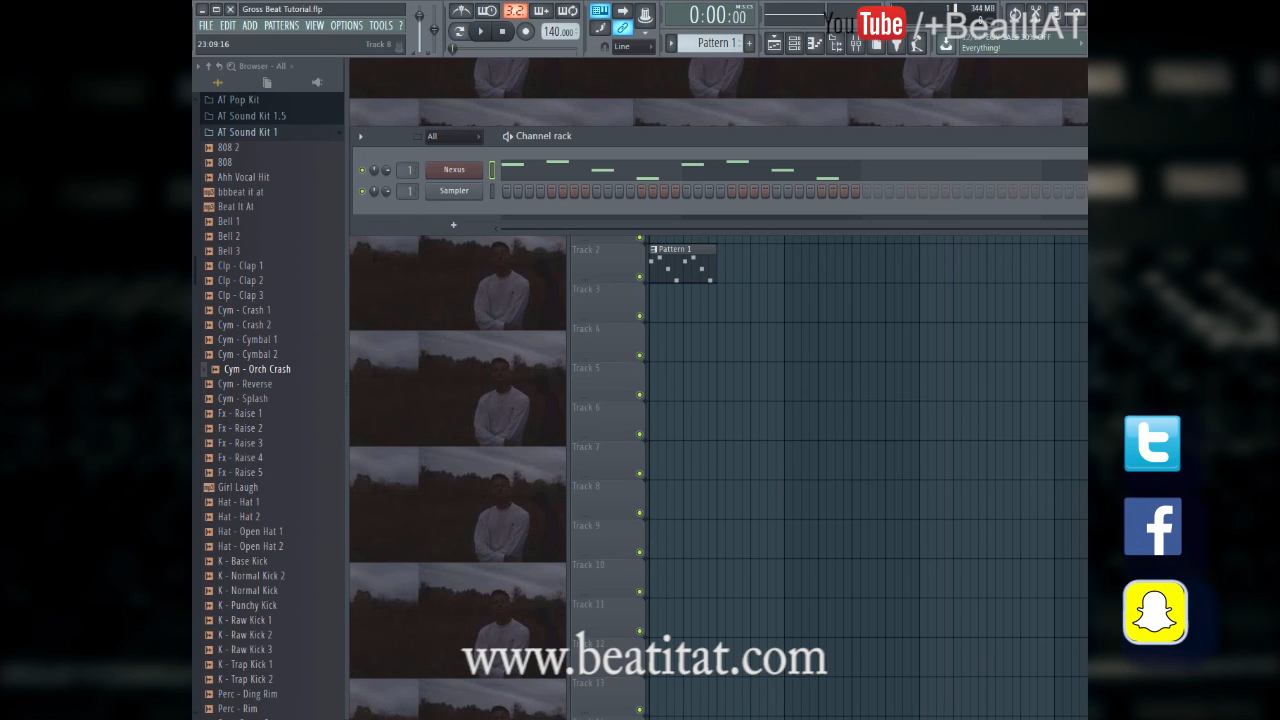 Gross Beat Tutorial.flp
FILE EDIT ADD PATTERNS VIEW OPTIONS TOOLS ?
23:09:16 Track 8
3.2
140.000
Line
0:00:00
M:S:CS
Pattern 1
344 MB
Everything!
YouTube /+BeatIfAT
Browser - All
AT Pop Kit
AT Sound Kit 1.5
AT Sound Kit 1
808 2
808
Ahh Vocal Hit
bbbeat it at
Beat It At
Bell 1
Bell 2
Bell 3
Clp - Clap 1
Clp - Clap 2
Clp - Clap 3
Cym - Crash 1
Cym - Crash 2
Cym - Cymbal 1
Cym - Cymbal 2
Cym - Orch Crash
Cym - Reverse
Cym - Splash
Fx - Raise 1
Fx - Raise 2
Fx - Raise 3
Fx - Raise 4
Fx - Raise 5
Girl Laugh
Hat - Hat 1
Hat - Hat 2
Hat - Open Hat 1
Hat - Open Hat 2
K - Base Kick
K - Normal Kick 2
K - Normal Kick
K - Punchy Kick
K - Raw Kick 1
K - Raw Kick 2
K - Raw Kick 3
K - Trap Kick 1
K - Trap Kick 2
Perc - Ding Rim
Perc - Rim
All
Channel rack
1 Nexus
1 Sampler
+
Track 2
Pattern 1
Track 3
Track 4
Track 5
Track 6
Track 7
Track 8
Track 9
Track 10
Track 11
Track 12
Track 13
www.beatitat.com